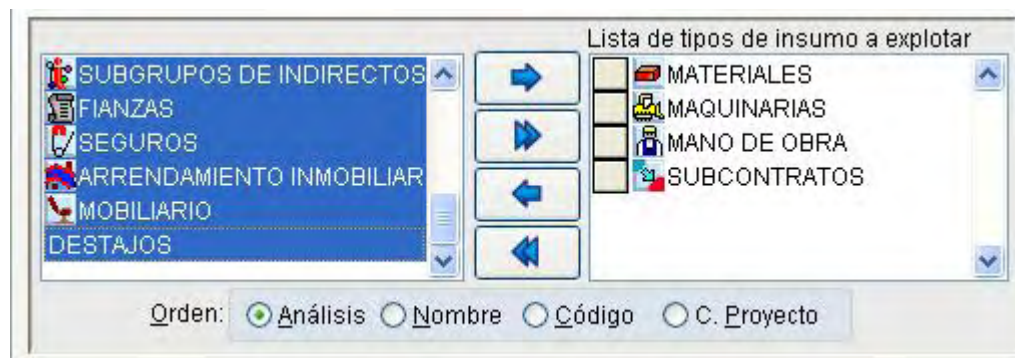 Lista de tipos de insumo a explotar
SUBGRUPOS DE INDIRECTOS
FIANZAS
SEGUROS
ARRENDAMIENTO INMOBILIAR
MOBILIARIO
DESTAJOS
MATERIALES
MAQUINARIAS
MANO DE OBRA
SUBCONTRATOS
Orden: Análisis Nombre Código C. Proyecto